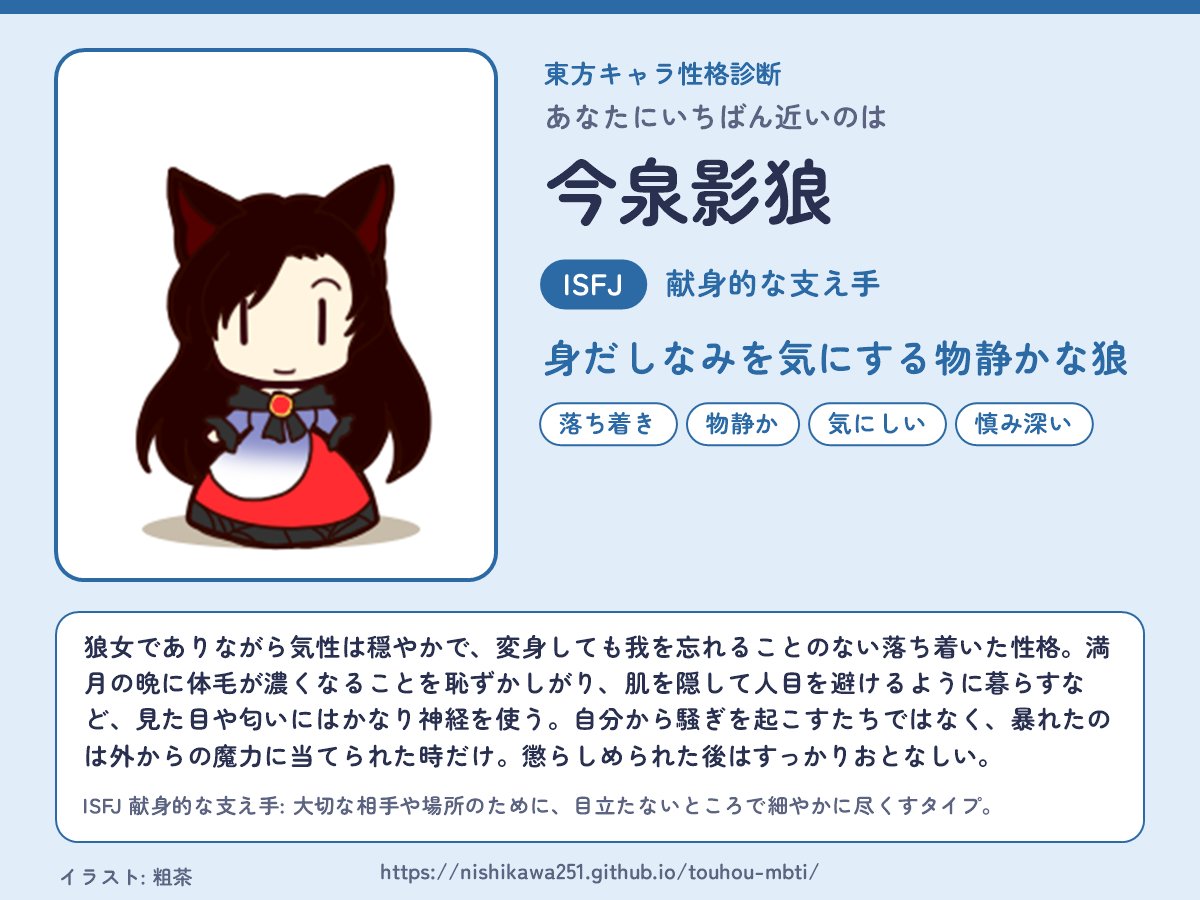 東方キャラ性格診断
あなたにいちばん近いのは
今泉影狼
ISFJ 献身的な支え手
身だしなみを気にする物静かな狼
落ち着き 物静か 気にしい 慎み深い
狼女でありながら気性は穏やかで、変身しても我を忘れることのない落ち着いた性格。満
月の晩に体毛が濃くなることを恥ずかしがり、肌を隠して人目を避けるように暮らすな
ど、見た目や匂いにはかなり神経を使う。自分から騒ぎを起こすたちではなく、暴れたの
は外からの魔力に当てられた時だけ。懲らしめられた後はすっかりおとなしい。
ISFJ 献身的な支え手: 大切な相手や場所のために、目立たないところで細やかに尽くすタイプ。
イラスト: 粗茶
https://nishikawa251.github.io/touhou-mbti/